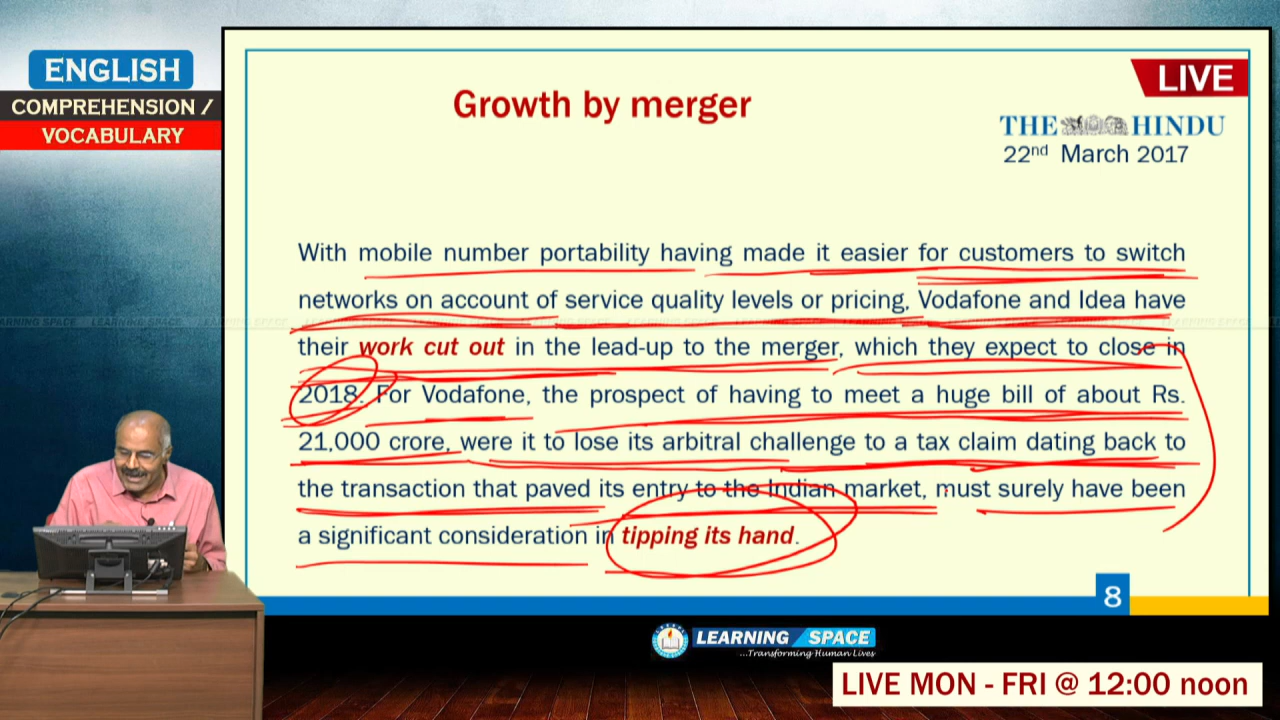 ENGLISH
COMPREHENSION /
VOCABULARY
Growth by merger
LIVE
THE HINDU
22nd March 2017
With mobile number portability having made it easier for customers to switch
networks on account of service quality levels or pricing, Vodafone and Idea have
their work cut out in the lead-up to the merger, which they expect to close in
2018. For Vodafone, the prospect of having to meet a huge bill of about Rs.
21,000 crore, were it to lose its arbitral challenge to a tax claim dating back to
the transaction that paved its entry to the Indian market, must surely have been
a significant consideration in tipping its hand.
8
LEARNING SPACE
...Transforming Human Lives
LIVE MON - FRI @ 12:00 noon